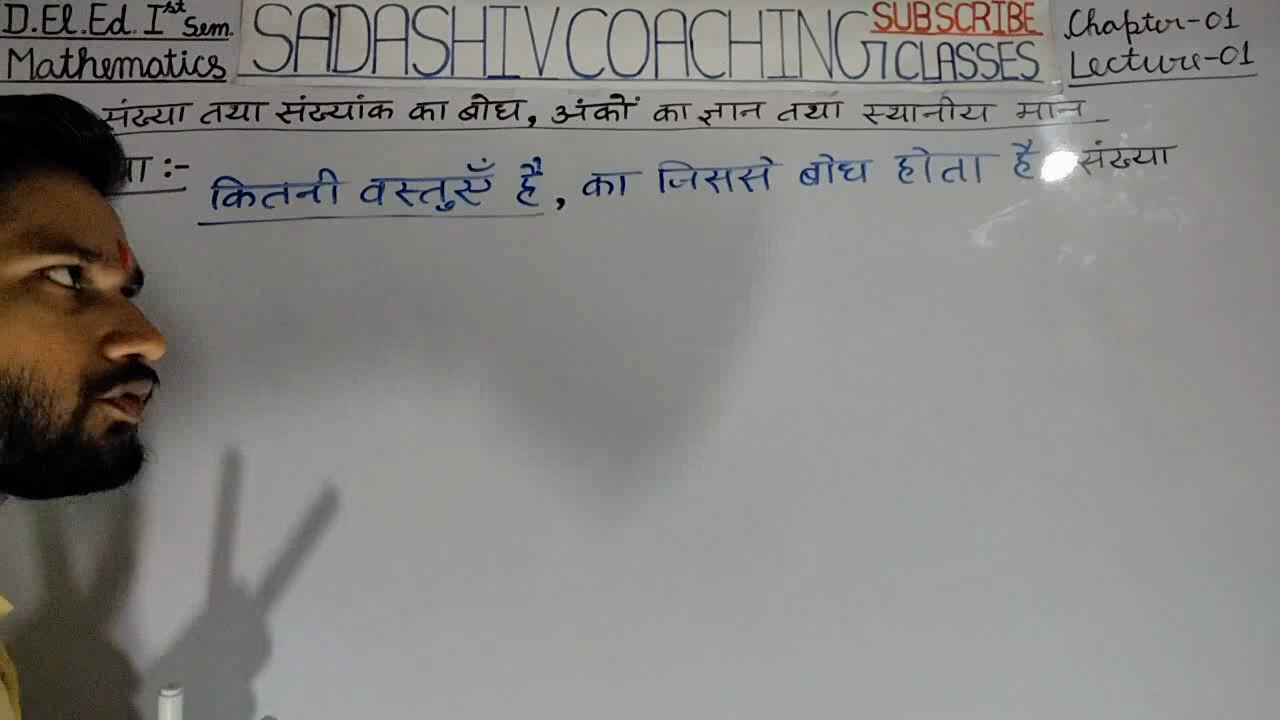 D.El.Ed. Ist Sem.
Mathematics
SADASHIV COACHING CLASSES
SUBSCRIBE
Chapter-01
Lecture-01
संख्या तथा संख्यांक का बोध, अंकों का ज्ञान तथा स्थानीय मान
कितनी वस्तुएँ है, का जिससे बोध होता है संख्या